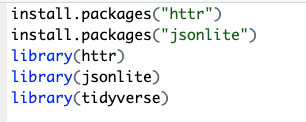 install.packages("httr")
install.packages("jsonlite")
library(httr)
library(jsonlite)
library(tidyverse)